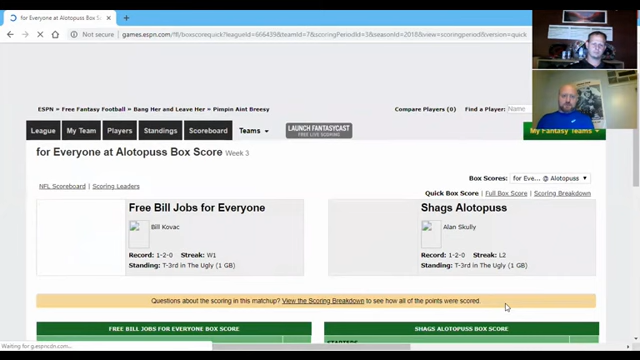 for Everyone at Alotopuss Box
Not secure | games.espn.com/ffl/boxscorequick?leagueId=666439&teamId=7&scoringPeriodId=3&seasonId=2018&view=scoringperiod&version=quick
ESPN » Free Fantasy Football » Bang Her and Leave Her » Pimpin Aint Breesy
Compare Players (0) Find a Player: Name
League My Team Players Standings Scoreboard Teams LAUNCH FANTASYCAST
FREE LIVE SCORING
My Fantasy Teams
for Everyone at Alotopuss Box Score Week 3
Box Scores: for Eve... @ Alotopuss
NFL Scoreboard | Scoring Leaders
Quick Box Score | Full Box Score | Scoring Breakdown
Free Bill Jobs for Everyone
Bill Kovac
Record: 1-2-0 Streak: W1
Standing: T-3rd in The Ugly (1 GB)
Shags Alotopuss
Alan Skully
Record: 1-2-0 Streak: L2
Standing: T-3rd in The Ugly (1 GB)
Questions about the scoring in this matchup? View the Scoring Breakdown to see how all of the points were scored.
FREE BILL JOBS FOR EVERYONE BOX SCORE
SHAGS ALOTOPUSS BOX SCORE
STARTERS
Waiting for g.espncdn.com...